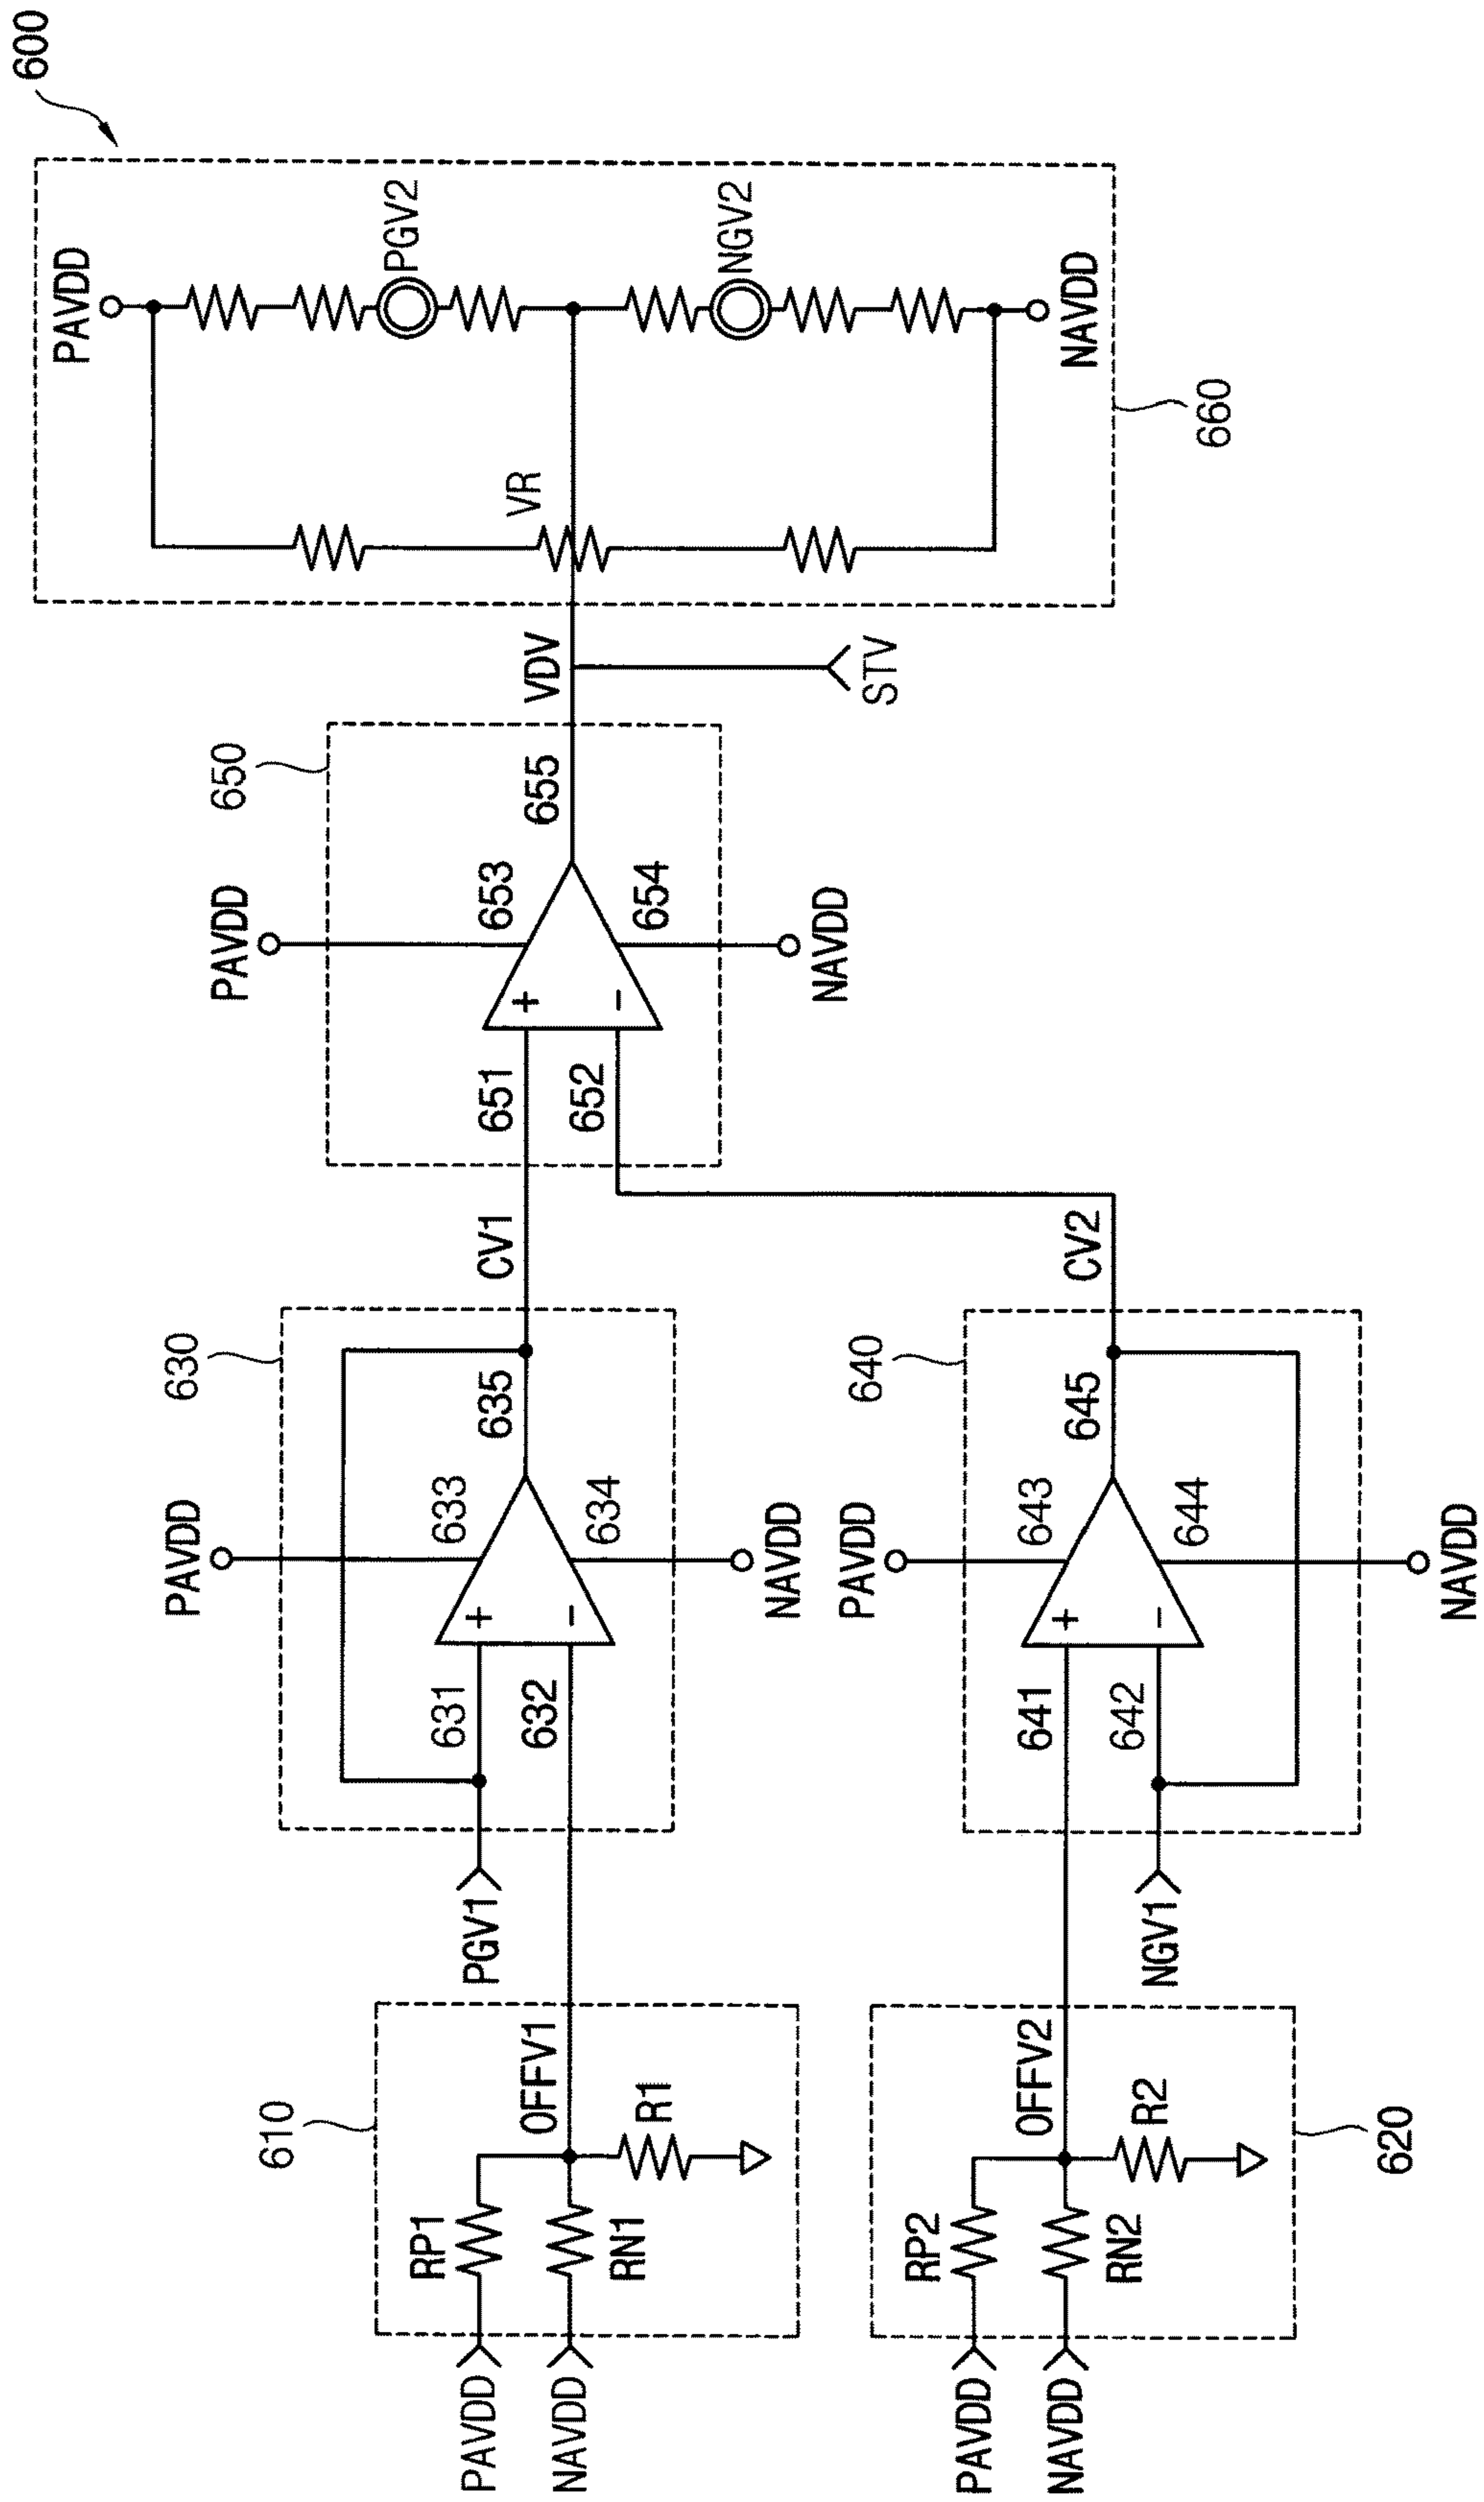 600
PAVDD
PGV2
NGV2
NAVDD
VR
660
VDV
STV
650
655
PAVDD
653
654
NAVDD
651
652
CV1
CV2
630
635
PAVDD
633
634
NAVDD
631
632
PGV1
640
645
PAVDD
643
644
NAVDD
641
642
NGV1
610
OFFV1
R1
RP1
RN1
PAVDD
NAVDD
620
OFFV2
R2
RP2
RN2
PAVDD
NAVDD
+
−
+
−
+
−